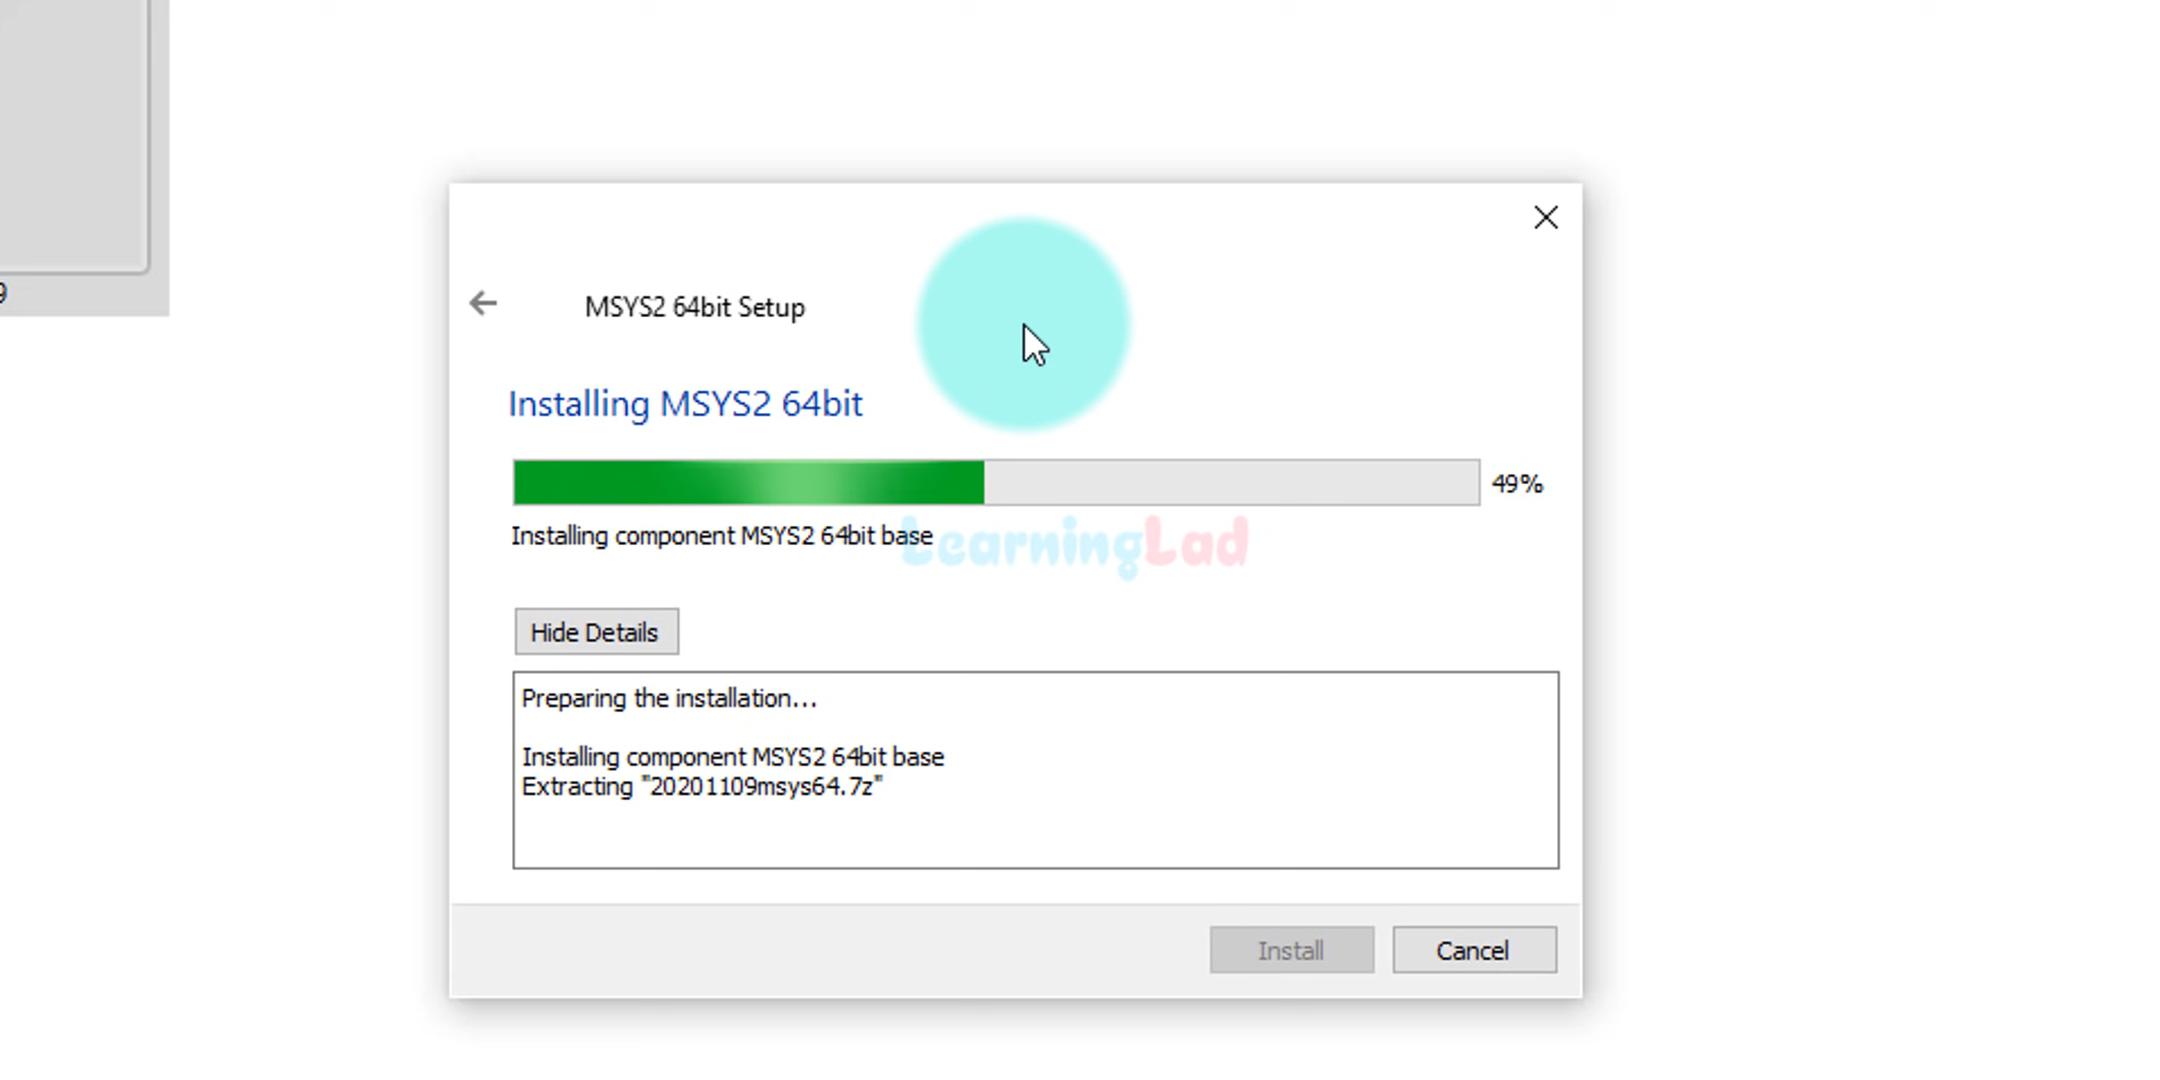 9
MSYS2 64bit Setup
Installing MSYS2 64bit
49%
Installing component MSYS2 64bit base
LearningLad
Hide Details
Preparing the installation...
Installing component MSYS2 64bit base
Extracting "20201109msys64.7z"
Install
Cancel